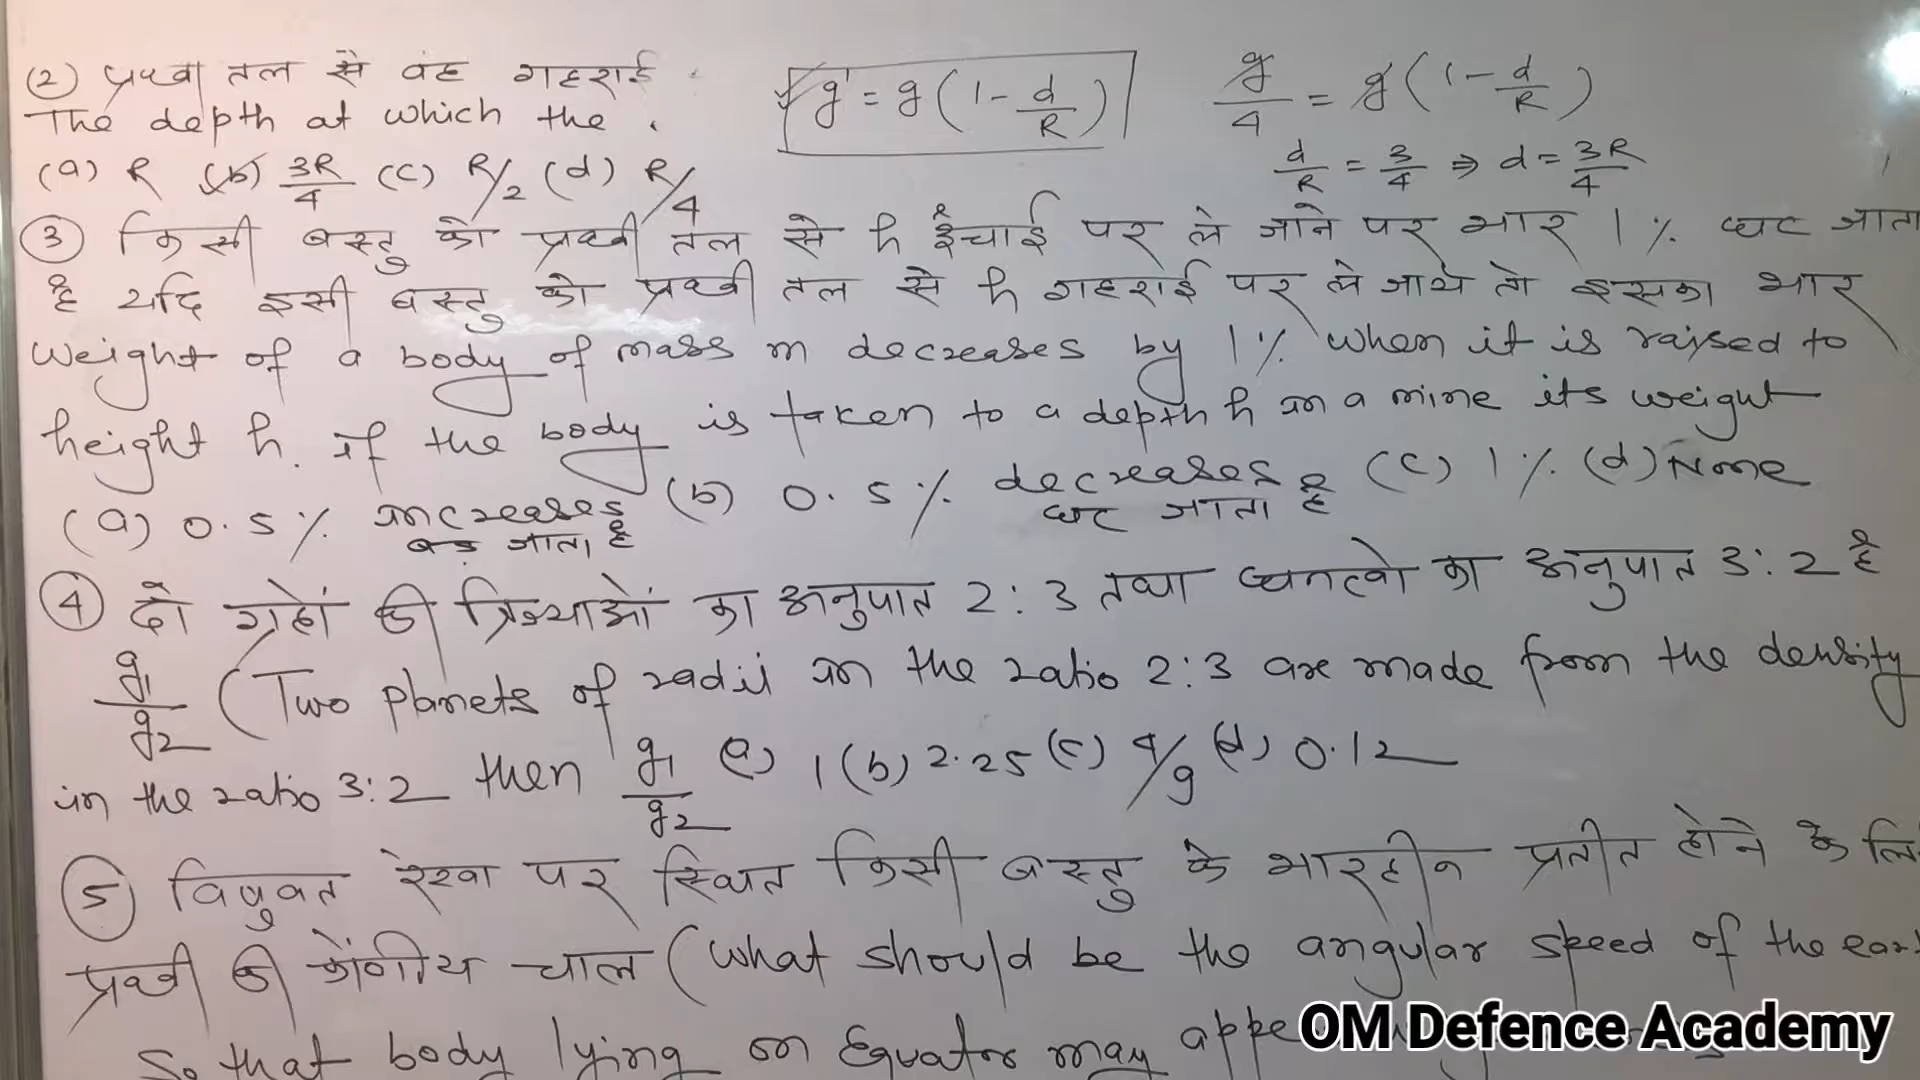 (2) प्रथ्वी तल से वह गहराई
The depth at which the .
(a) R (b) 3R/4 (c) R/2 (d) R/4
g' = g(1 - d/R)
g/4 = g(1 - d/R)
d/R = 3/4 ⇒ d = 3R/4
(3) किसी बस्तु को प्रथ्वी तल से h ऊँचाई पर ले जाने पर भार 1% घट जाता
है यदि इसी बस्तु को प्रथ्वी तल से h गहराई पर ले जाये तो इसका भार
weight of a body of mass m decreases by 1% when it is raised to
height h. if the body is taken to a depth h in a mine its weight
(a) 0.5% increases बढ़ जाता है (b) 0.5% decreases घट जाता है (c) 1% (d) None
(4) दो ग्रहों की त्रिज्याओं का अनुपात 2:3 तथा घनत्वो का अनुपात 3:2 है
g1/g2 (Two planets of radii in the ratio 2:3 are made from the density
in the ratio 3:2 then g1/g2 (a) 1 (b) 2.25 (c) 4/9 (d) 0.12
(5) विषुवत रेखा पर स्थित किसी बस्तु के भारहीन प्रतीत होने के लि
प्रथ्वी की कोंणीय चाल (what should be the angular speed of the ear
So that body lying on Equator may appe
OM Defence Academy